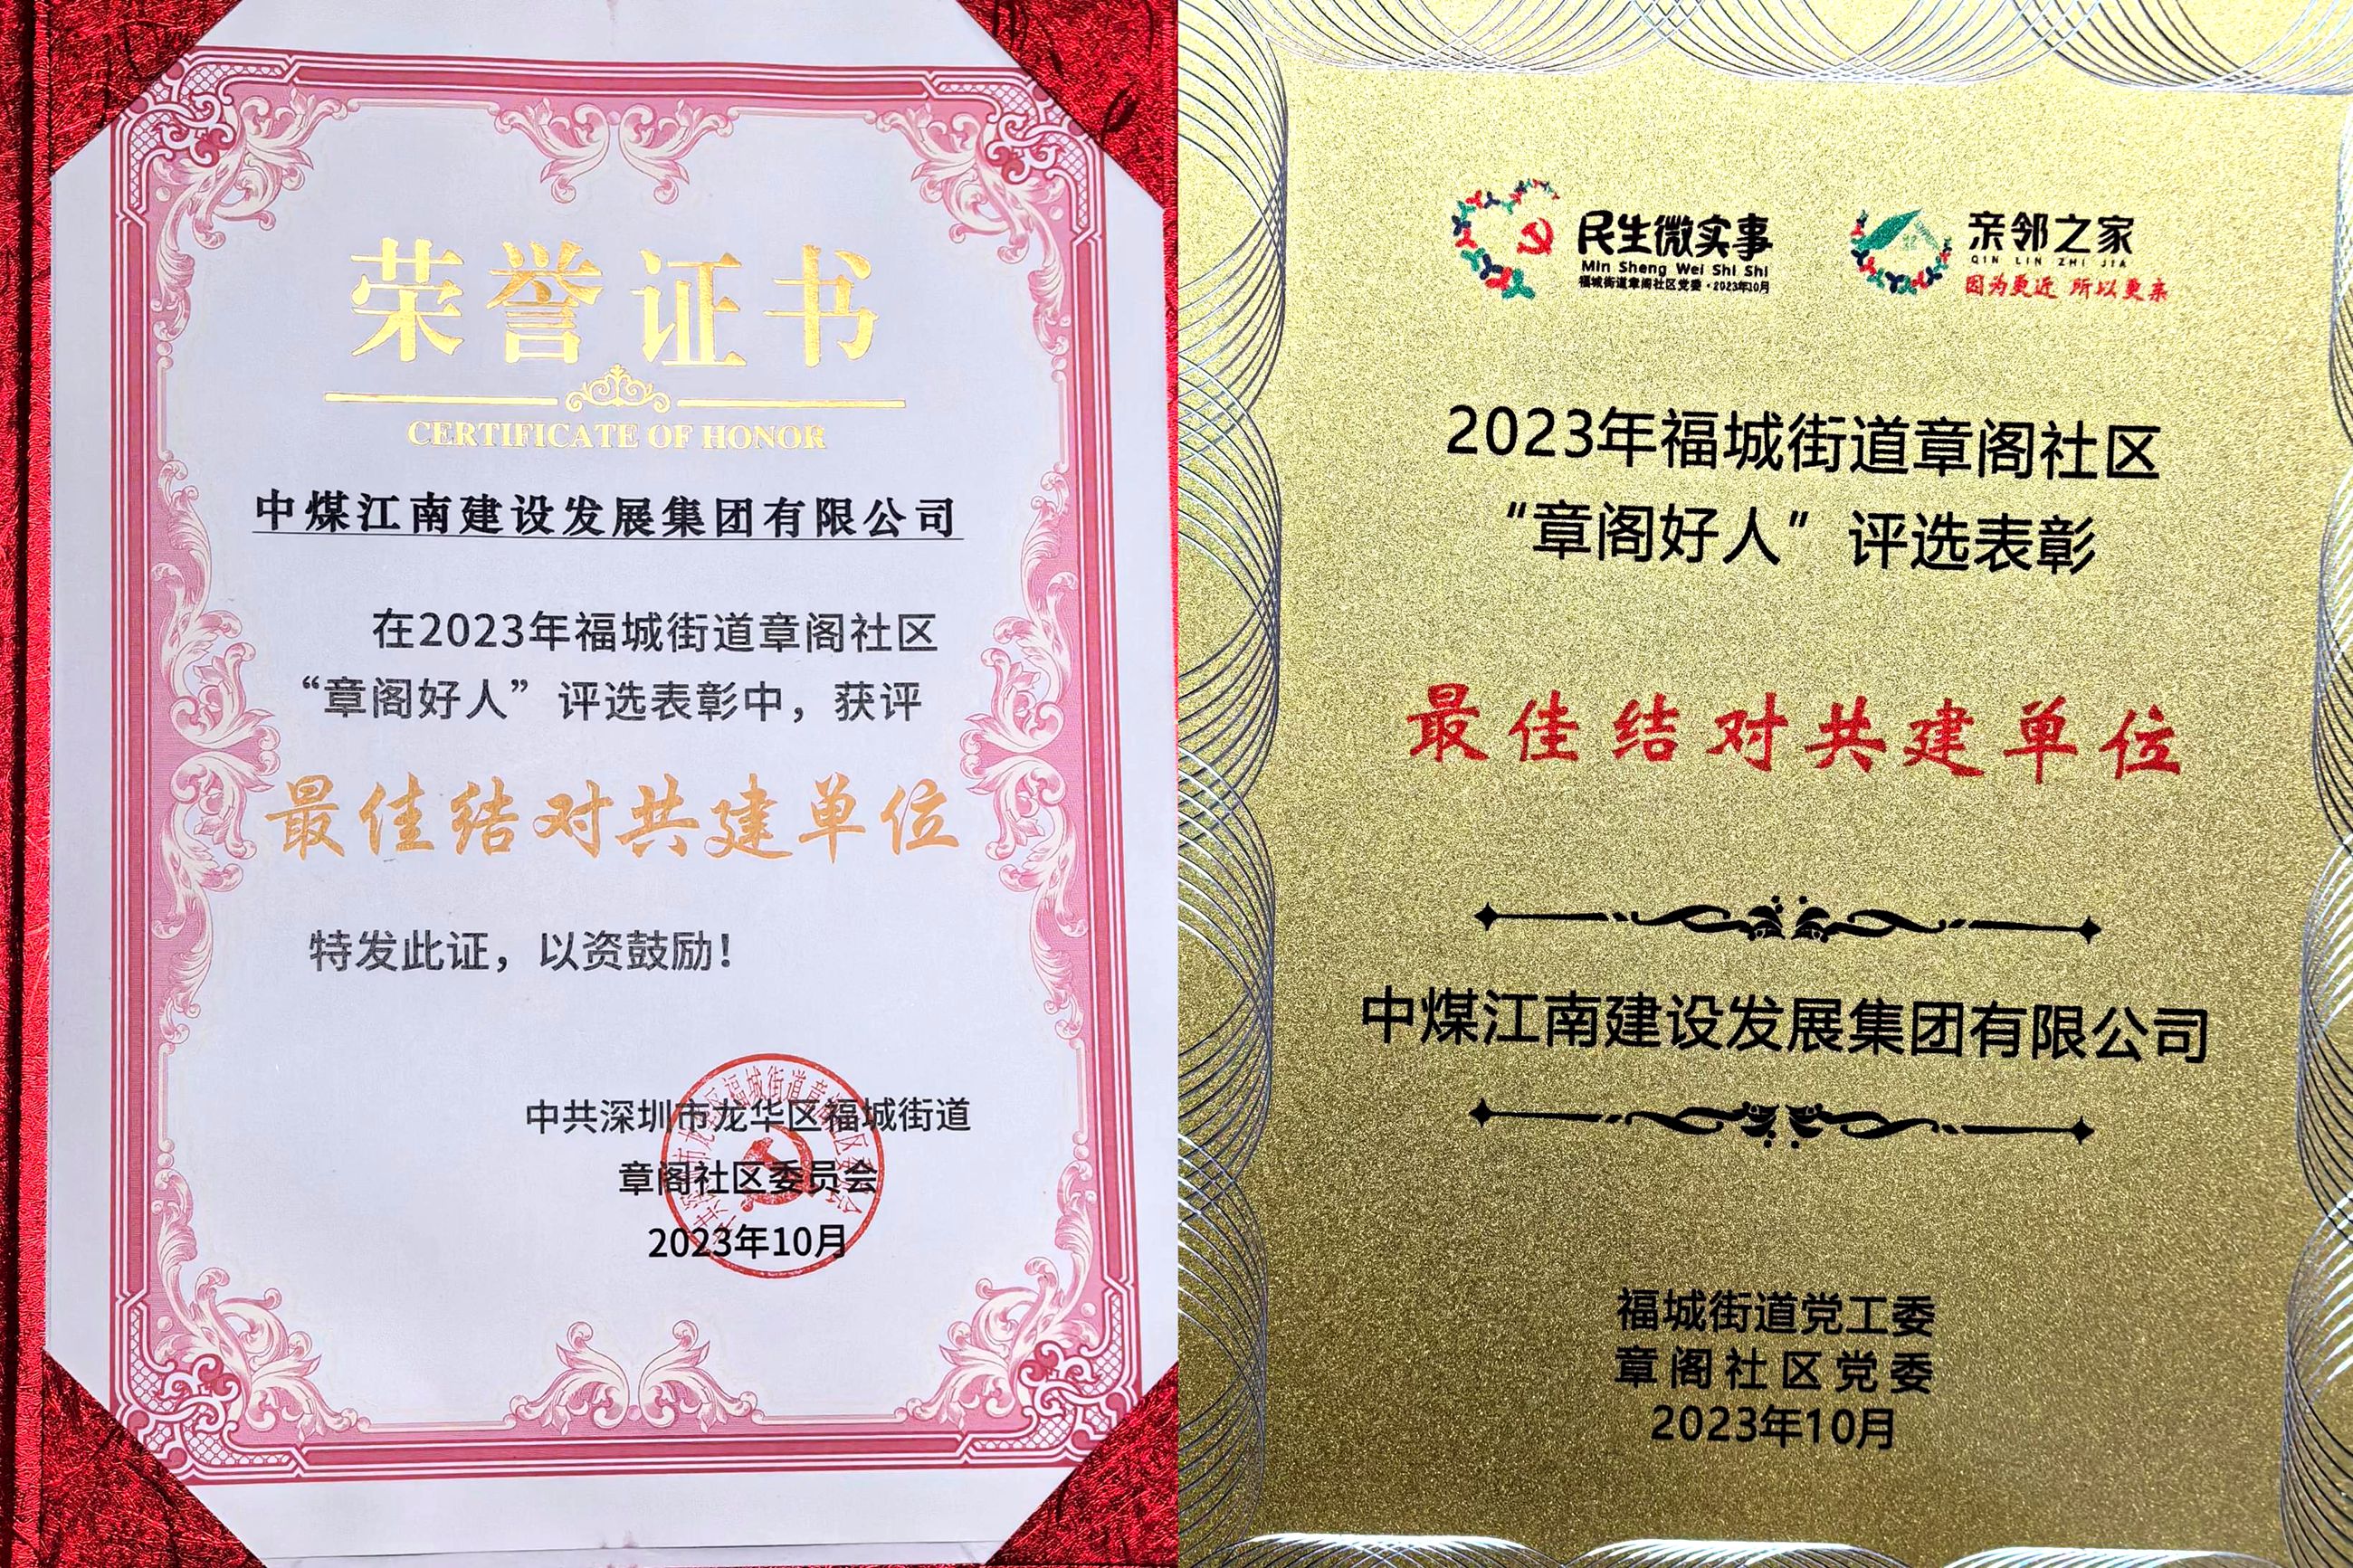 荣誉证书
CERTIFICATE OF HONOR
中煤江南建设发展集团有限公司
在2023年福城街道章阁社区
“章阁好人”评选表彰中，获评
最佳结对共建单位
特发此证，以资鼓励！
中共深圳市龙华区福城街道
章阁社区委员会
2023年10月
民生微实事
Min Sheng Wei Shi Shi
福城街道章阁社区党委·2023年10月
亲邻之家
QIN LIN ZHI JIA
因为更近 所以更亲
2023年福城街道章阁社区
“章阁好人”评选表彰
最佳结对共建单位
中煤江南建设发展集团有限公司
福城街道党工委
章阁社区党委
2023年10月